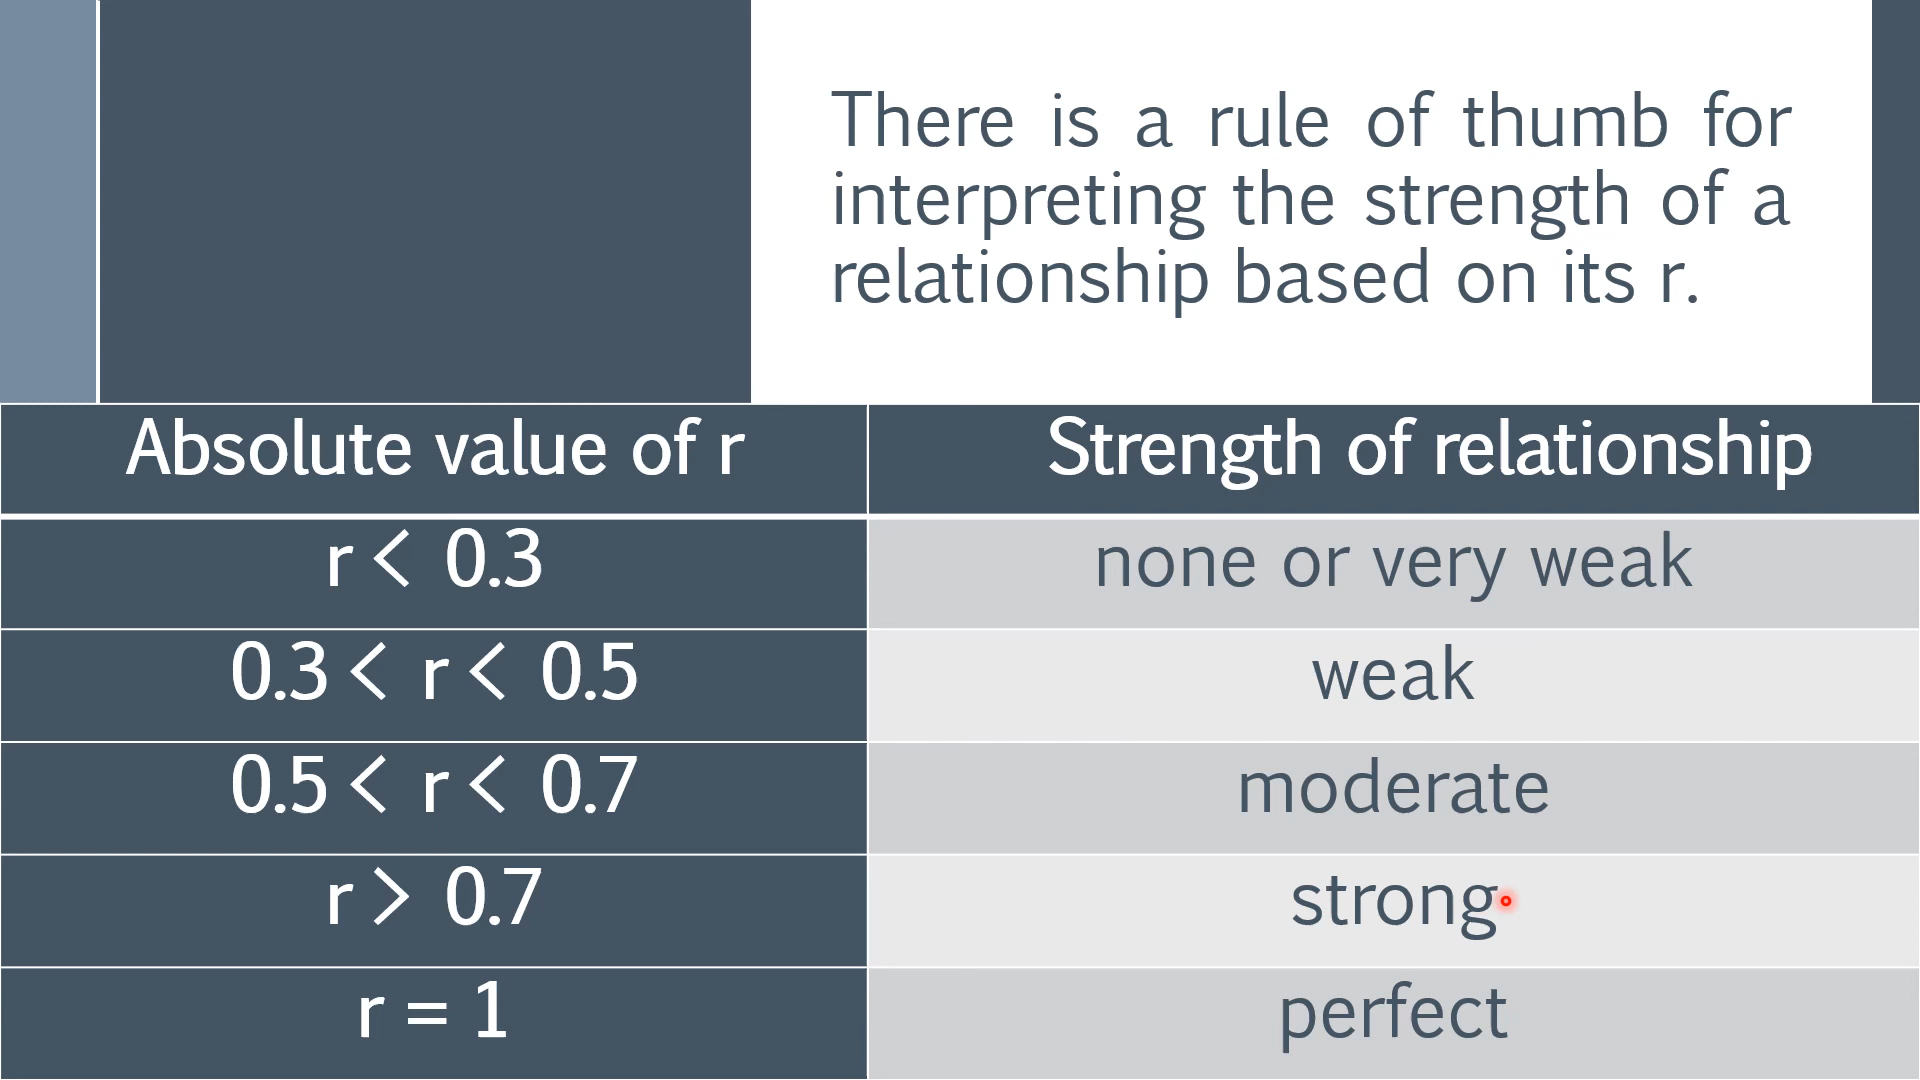 There is a rule of thumb for
interpreting the strength of a
relationship based on its r.
Absolute value of r Strength of relationship
r < 0.3 none or very weak
0.3 < r < 0.5 weak
0.5 < r < 0.7 moderate
r > 0.7 strong
r = 1 perfect